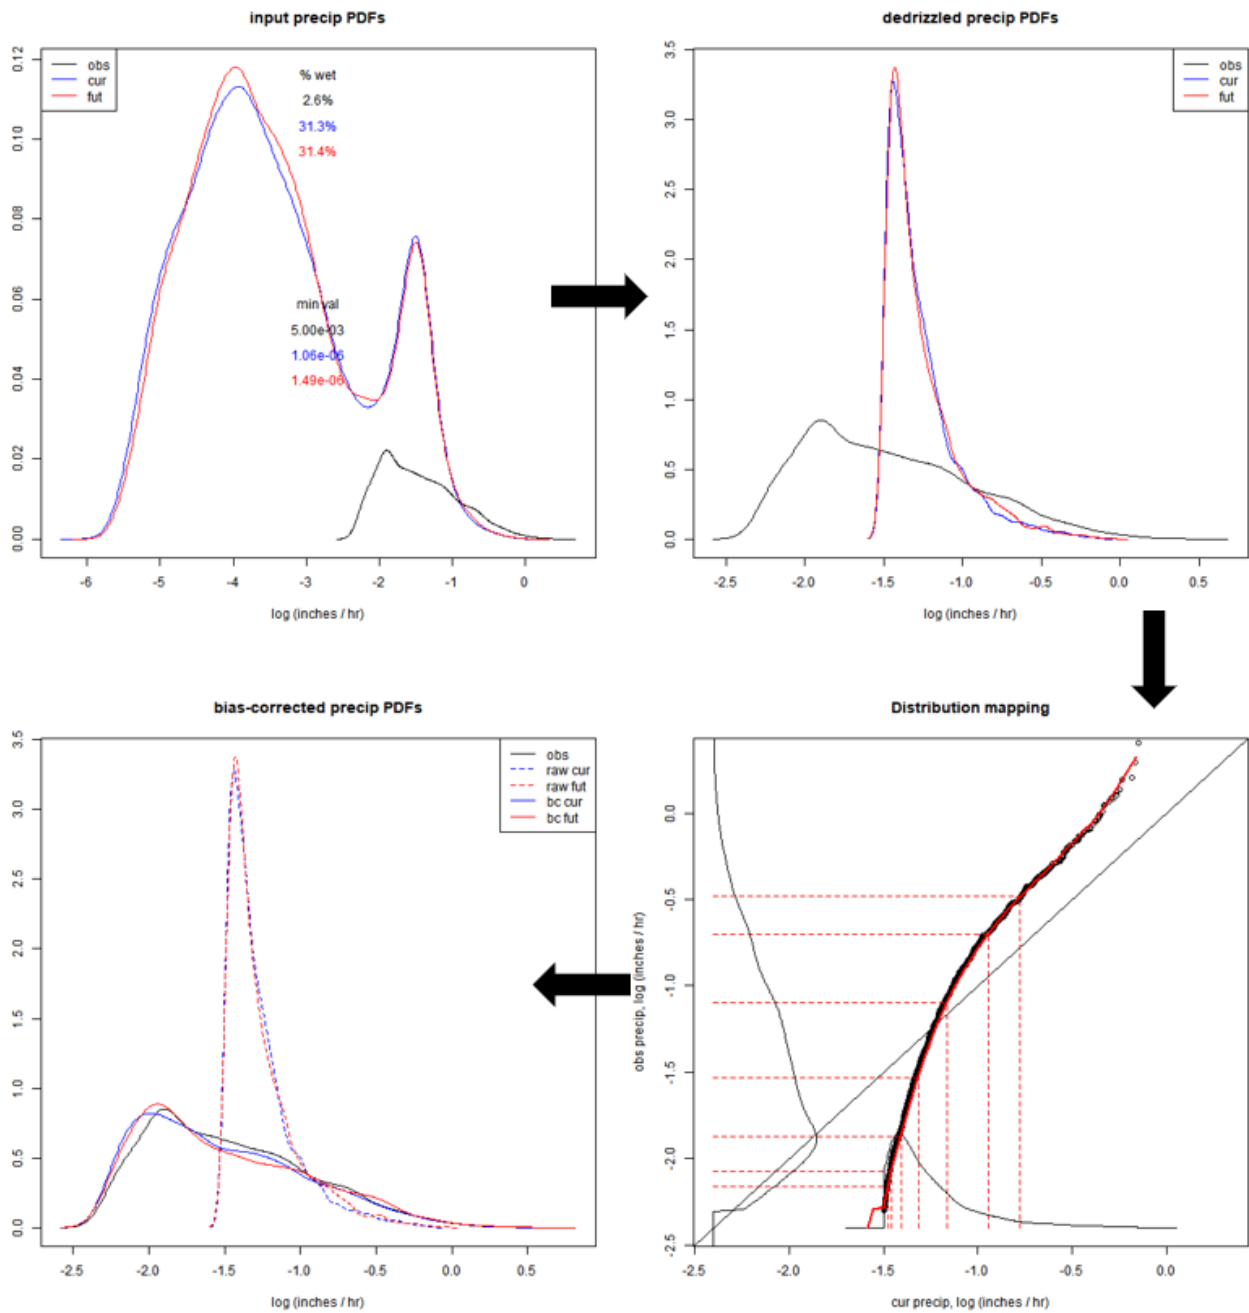 input precip PDFs
obs
cur
fut
% wet
2.6%
31.3%
31.4%
min val
5.00e-03
1.06e-06
1.49e-06
0.00 0.02 0.04 0.06 0.08 0.10 0.12
-6 -5 -4 -3 -2 -1 0
log (inches / hr)
dedrizzled precip PDFs
obs
cur
fut
0.0 0.5 1.0 1.5 2.0 2.5 3.0 3.5
-2.5 -2.0 -1.5 -1.0 -0.5 0.0 0.5
log (inches / hr)
bias-corrected precip PDFs
obs
raw cur
raw fut
bc cur
bc fut
0.0 0.5 1.0 1.5 2.0 2.5 3.0 3.5
-2.5 -2.0 -1.5 -1.0 -0.5 0.0 0.5
log (inches / hr)
Distribution mapping
obs precip, log (inches / hr)
-2.5 -2.0 -1.5 -1.0 -0.5 0.0
-2.5 -2.0 -1.5 -1.0 -0.5 0.0
cur precip, log (inches / hr)